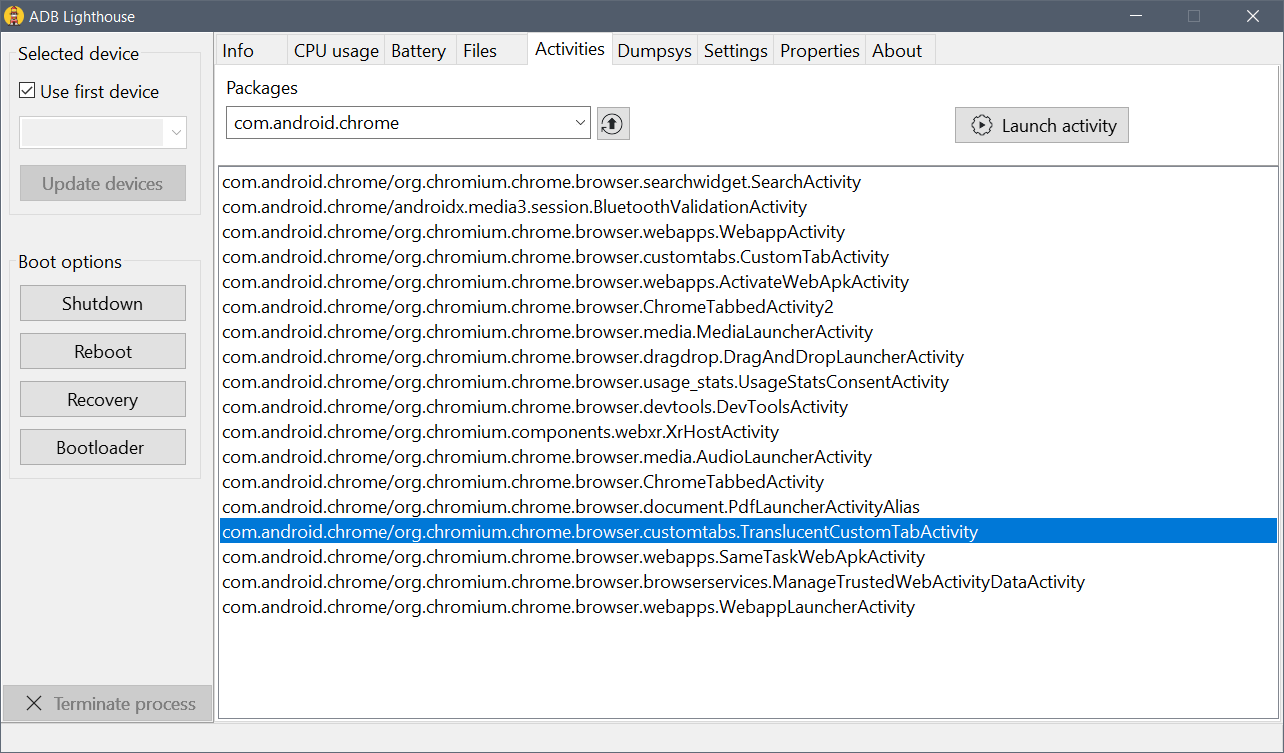 ADB Lighthouse
Selected device
Use first device
Update devices
Boot options
Shutdown
Reboot
Recovery
Bootloader
Terminate process
Info CPU usage Battery Files Activities Dumpsys Settings Properties About
Packages
com.android.chrome
Launch activity
com.android.chrome/org.chromium.chrome.browser.searchwidget.SearchActivity
com.android.chrome/androidx.media3.session.BluetoothValidationActivity
com.android.chrome/org.chromium.chrome.browser.webapps.WebappActivity
com.android.chrome/org.chromium.chrome.browser.customtabs.CustomTabActivity
com.android.chrome/org.chromium.chrome.browser.webapps.ActivateWebApkActivity
com.android.chrome/org.chromium.chrome.browser.ChromeTabbedActivity2
com.android.chrome/org.chromium.chrome.browser.media.MediaLauncherActivity
com.android.chrome/org.chromium.chrome.browser.dragdrop.DragAndDropLauncherActivity
com.android.chrome/org.chromium.chrome.browser.usage_stats.UsageStatsConsentActivity
com.android.chrome/org.chromium.chrome.browser.devtools.DevToolsActivity
com.android.chrome/org.chromium.components.webxr.XrHostActivity
com.android.chrome/org.chromium.chrome.browser.media.AudioLauncherActivity
com.android.chrome/org.chromium.chrome.browser.ChromeTabbedActivity
com.android.chrome/org.chromium.chrome.browser.document.PdfLauncherActivityAlias
com.android.chrome/org.chromium.chrome.browser.customtabs.TranslucentCustomTabActivity
com.android.chrome/org.chromium.chrome.browser.webapps.SameTaskWebApkActivity
com.android.chrome/org.chromium.chrome.browser.browserservices.ManageTrustedWebActivityDataActivity
com.android.chrome/org.chromium.chrome.browser.webapps.WebappLauncherActivity